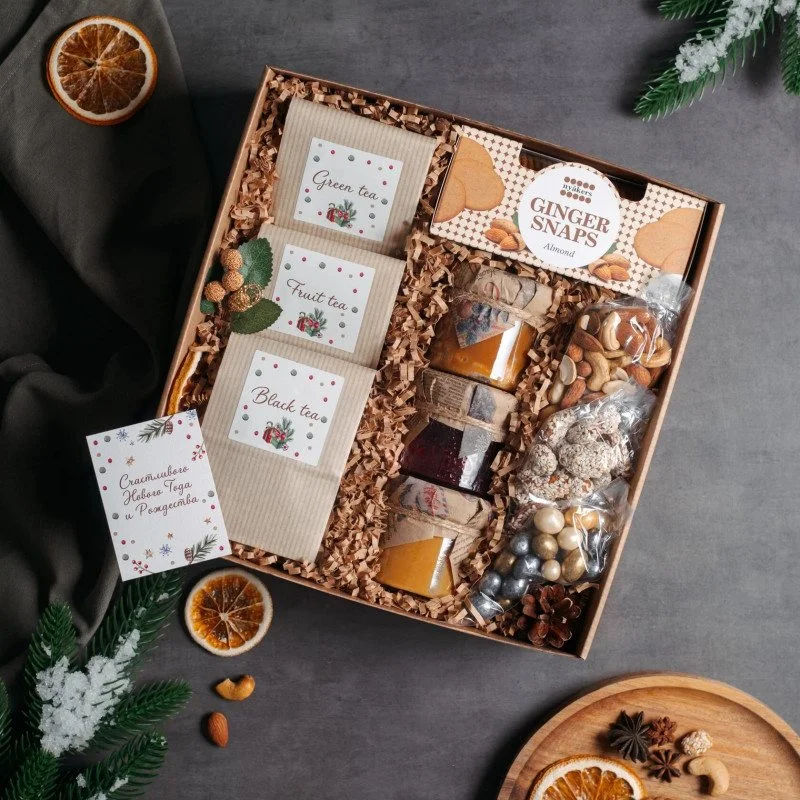 Green tea
Fruit tea
Black tea
nyåkers
GINGER
SNAPS
Almond
Счастливого
Нового Года
и Рождества